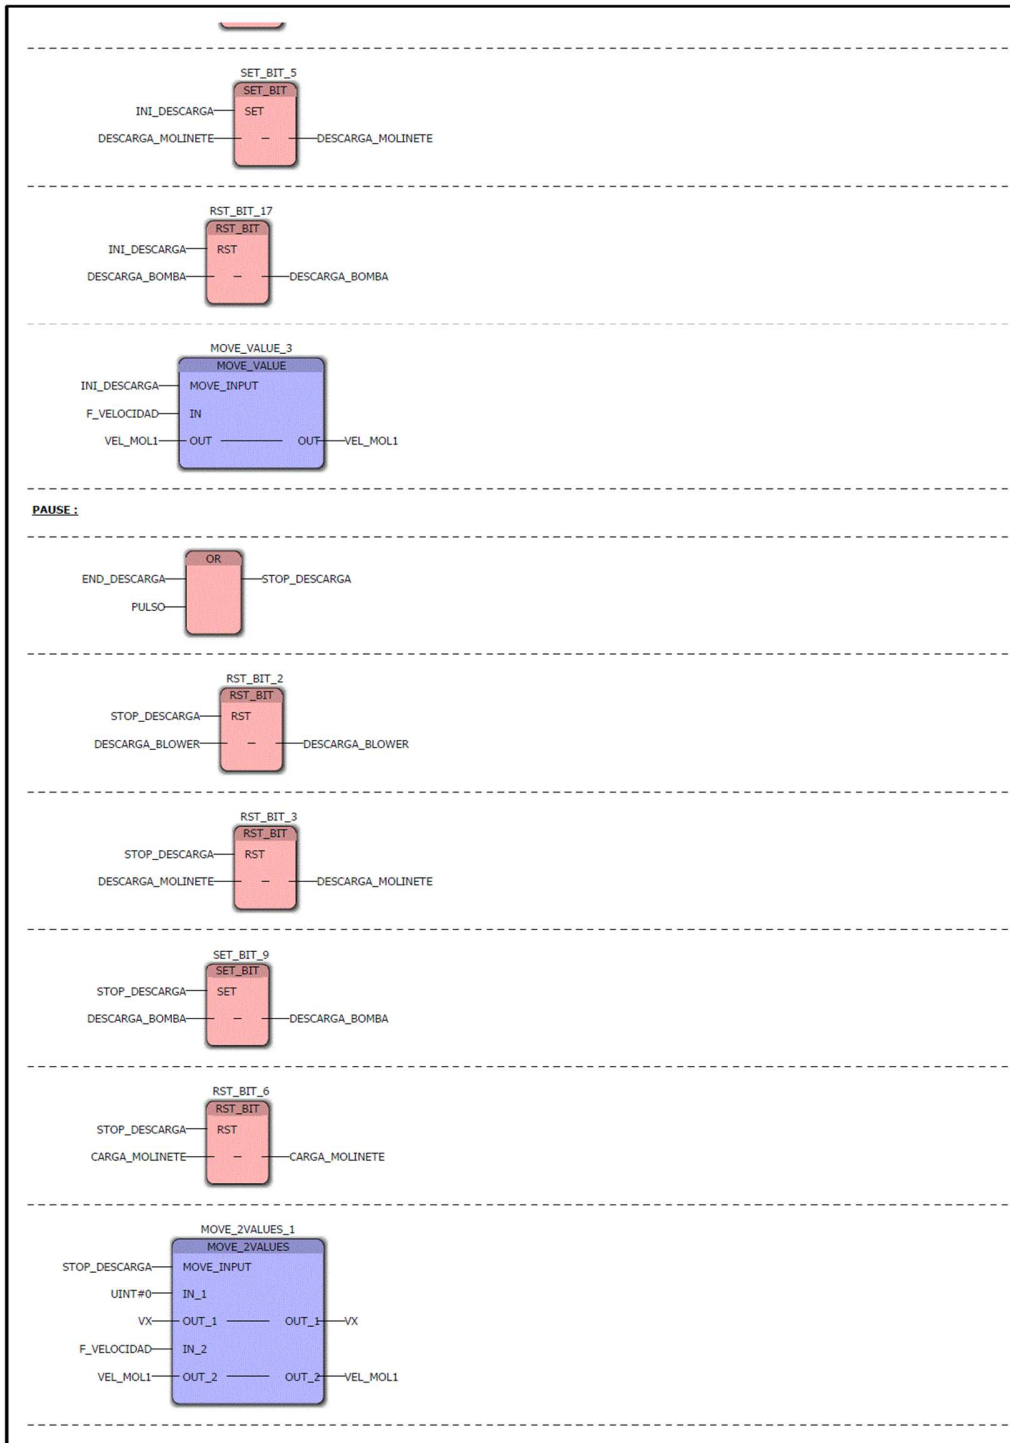 SET_BIT_5
SET_BIT
INI_DESCARGA SET
DESCARGA_MOLINETE DESCARGA_MOLINETE
RST_BIT_17
RST_BIT
INI_DESCARGA RST
DESCARGA_BOMBA DESCARGA_BOMBA
MOVE_VALUE_3
MOVE_VALUE
INI_DESCARGA MOVE_INPUT
F_VELOCIDAD IN
VEL_MOL1 OUT OUT VEL_MOL1
PAUSE :
OR
END_DESCARGA STOP_DESCARGA
PULSO
RST_BIT_2
RST_BIT
STOP_DESCARGA RST
DESCARGA_BLOWER DESCARGA_BLOWER
RST_BIT_3
RST_BIT
STOP_DESCARGA RST
DESCARGA_MOLINETE DESCARGA_MOLINETE
SET_BIT_9
SET_BIT
STOP_DESCARGA SET
DESCARGA_BOMBA DESCARGA_BOMBA
RST_BIT_6
RST_BIT
STOP_DESCARGA RST
CARGA_MOLINETE CARGA_MOLINETE
MOVE_2VALUES_1
MOVE_2VALUES
STOP_DESCARGA MOVE_INPUT
UINT#0 IN_1
VX OUT_1 OUT_1 VX
F_VELOCIDAD IN_2
VEL_MOL1 OUT_2 OUT_2 VEL_MOL1